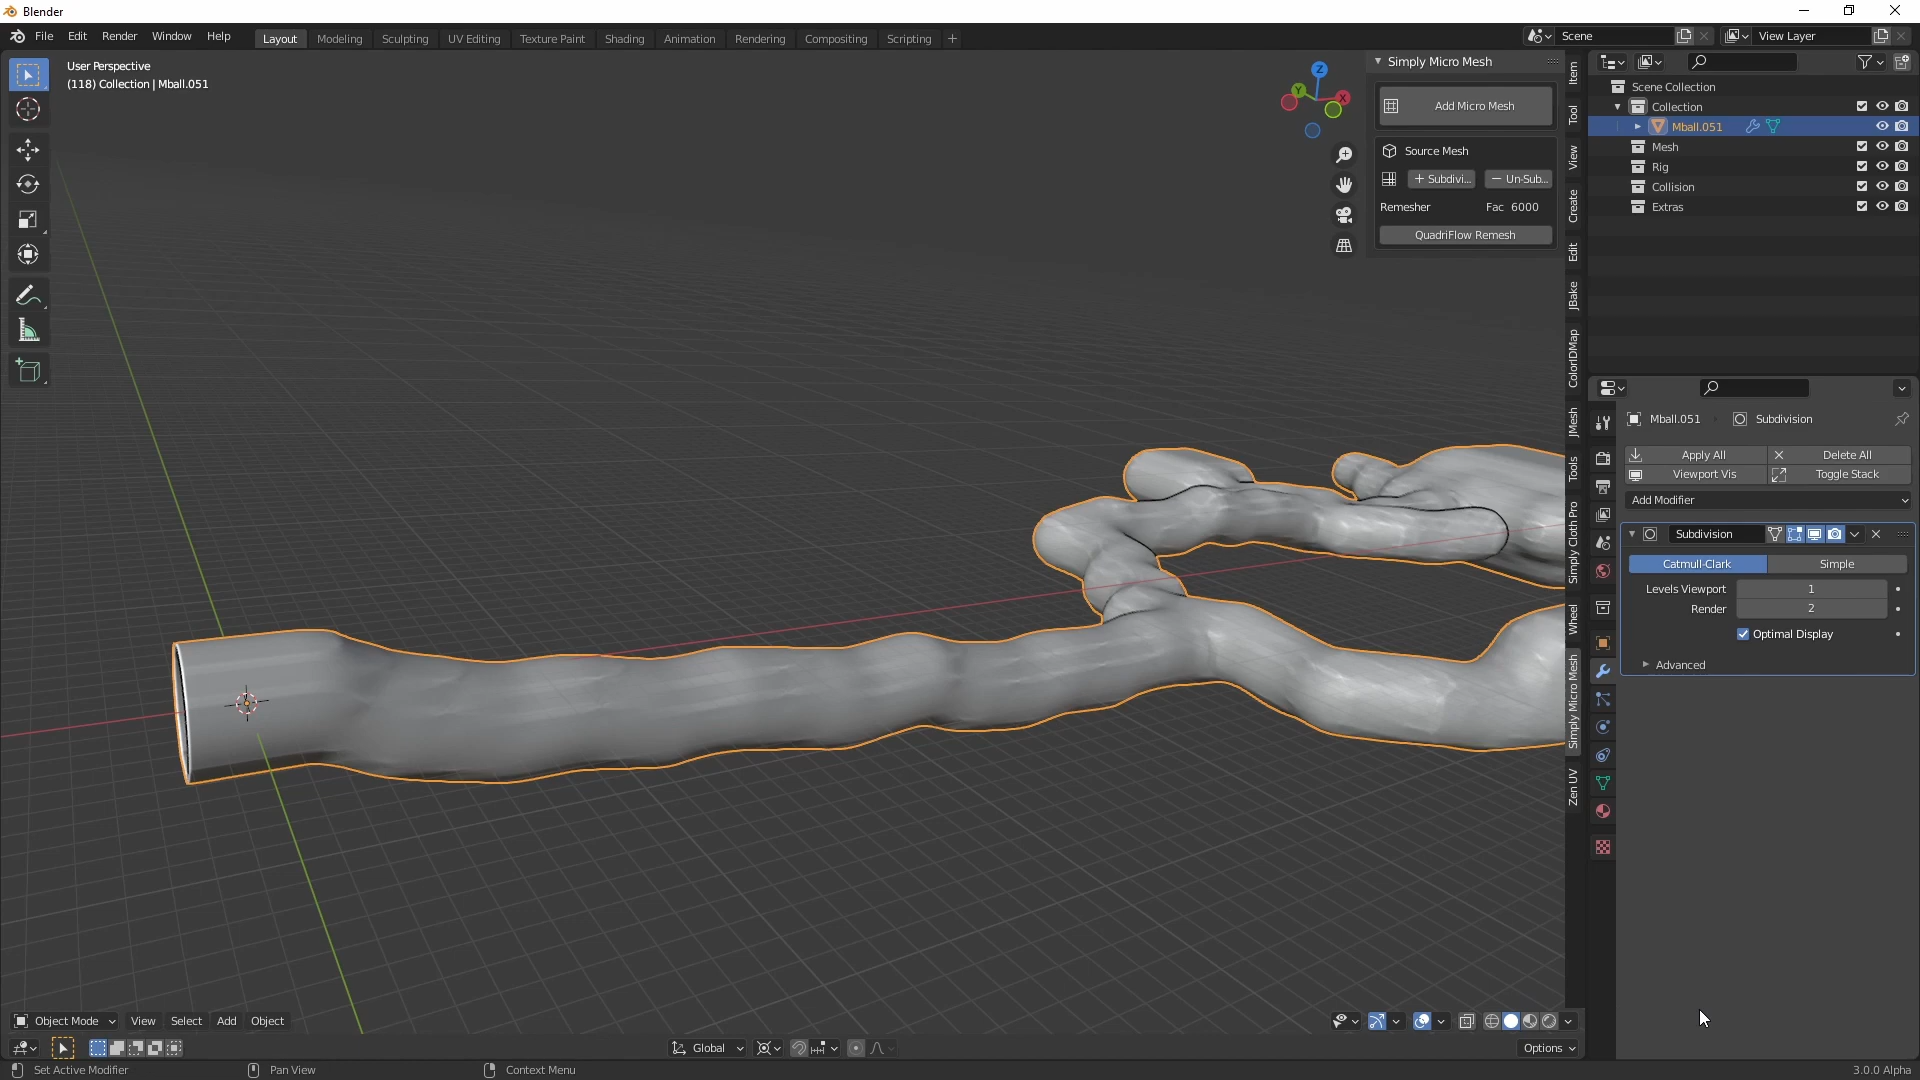 Blender
File Edit Render Window Help Layout Modeling Sculpting UV Editing Texture Paint Shading Animation Rendering Compositing Scripting Scene View Layer
User Perspective
(118) Collection | Mball.051
Z
Y
X
Simply Micro Mesh
Add Micro Mesh
Source Mesh
Subdivi... Un-Sub...
Remesher Fac 6000
QuadriFlow Remesh
Item
Tool
View
Create
Edit
JBake
ColorIDMap
JMesh
Tools
Simply Cloth Pro
Wheel
Simply Micro Mesh
Zen UV
Scene Collection
Collection
Mball.051
Mesh
Rig
Collision
Extras
Mball.051 Subdivision
Apply All Delete All
Viewport Vis Toggle Stack
Add Modifier
Subdivision
Catmull-Clark Simple
Levels Viewport 1
Render 2
Optimal Display
Advanced
Object Mode View Select Add Object
Global Options
Set Active Modifier Pan View Context Menu 3.0.0 Alpha